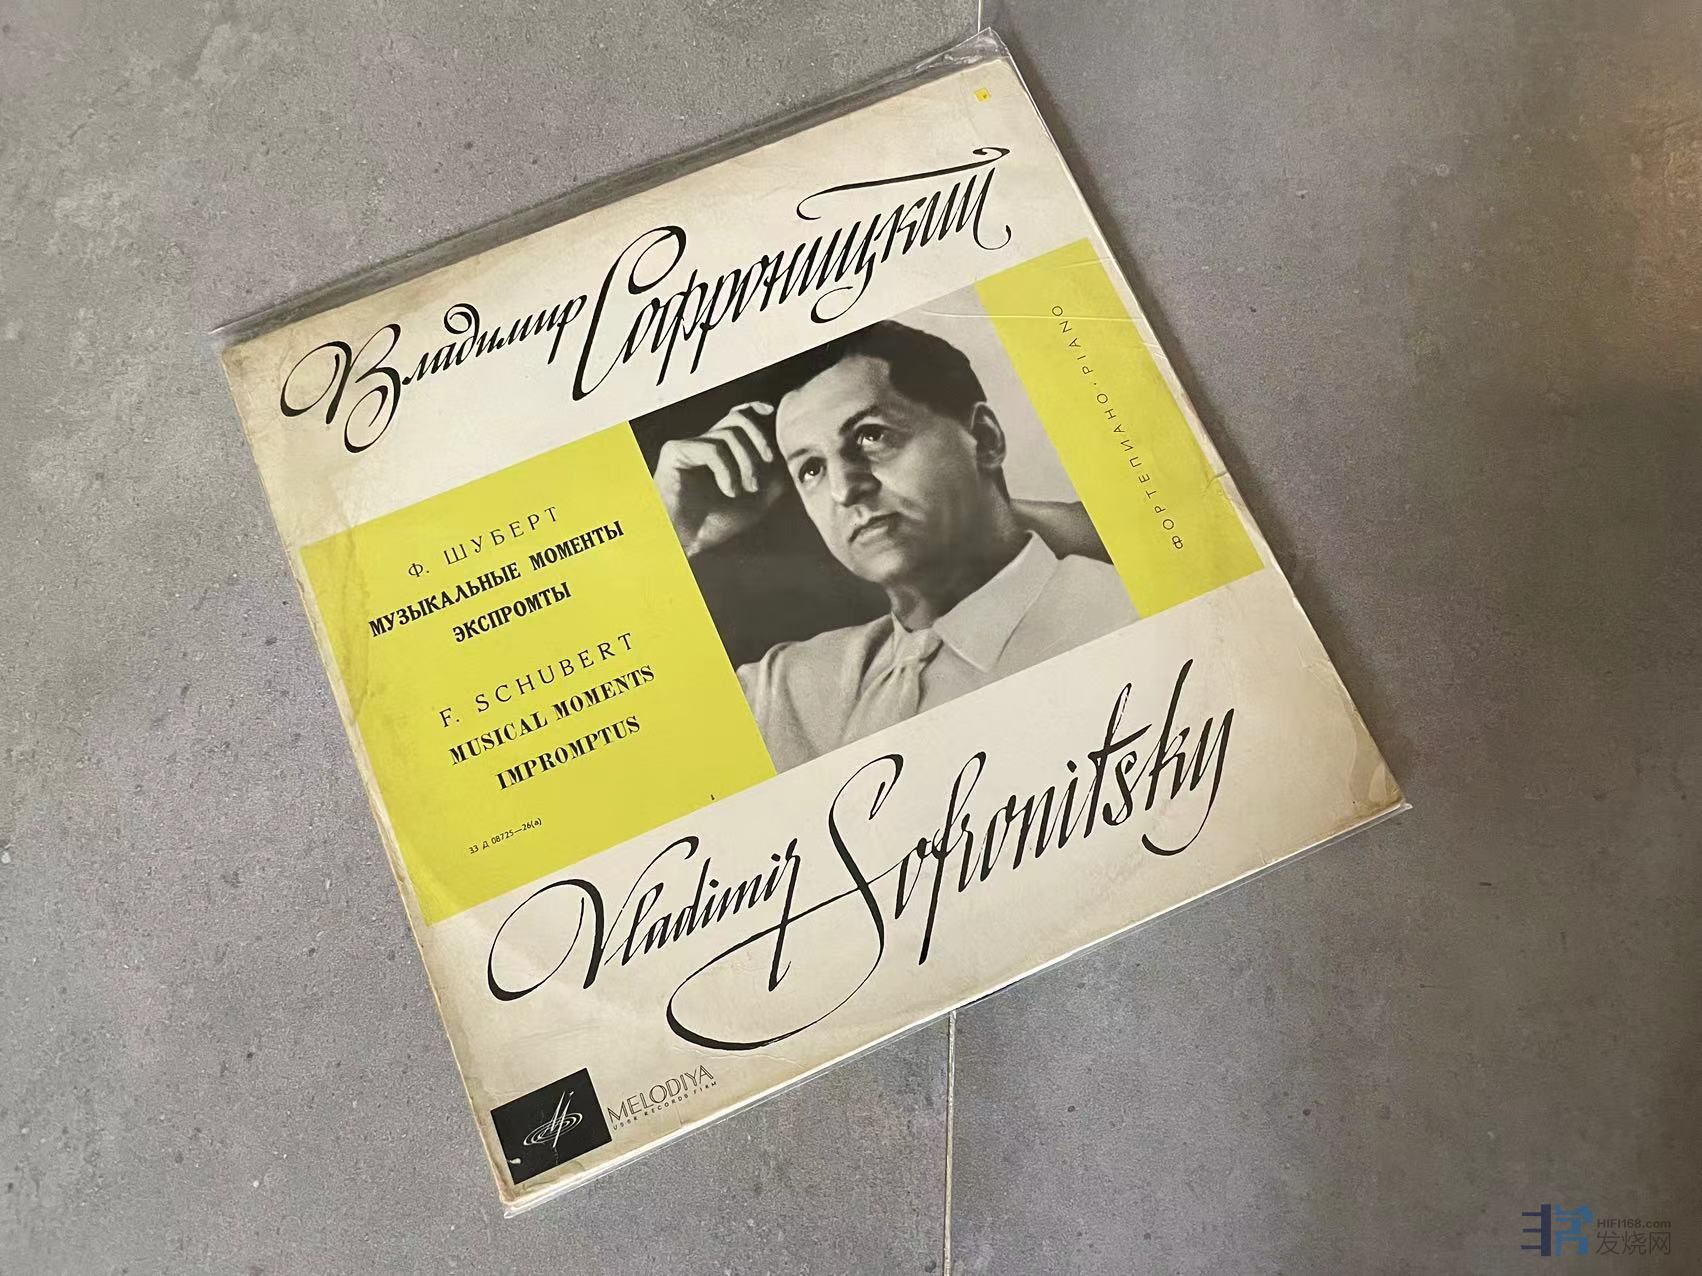 Владимир Софроницкий
ФОРТЕПИАНО · PIANO
Ф. ШУБЕРТ
МУЗЫКАЛЬНЫЕ МОМЕНТЫ
ЭКСПРОМТЫ
F. SCHUBERT
MUSICAL MOMENTS
IMPROMPTUS
33 Д 08725—26(a)
Vladimir Sofronitsky
MELODIYA
USSR RECORDS FIRM
HIFI168.com
发烧网